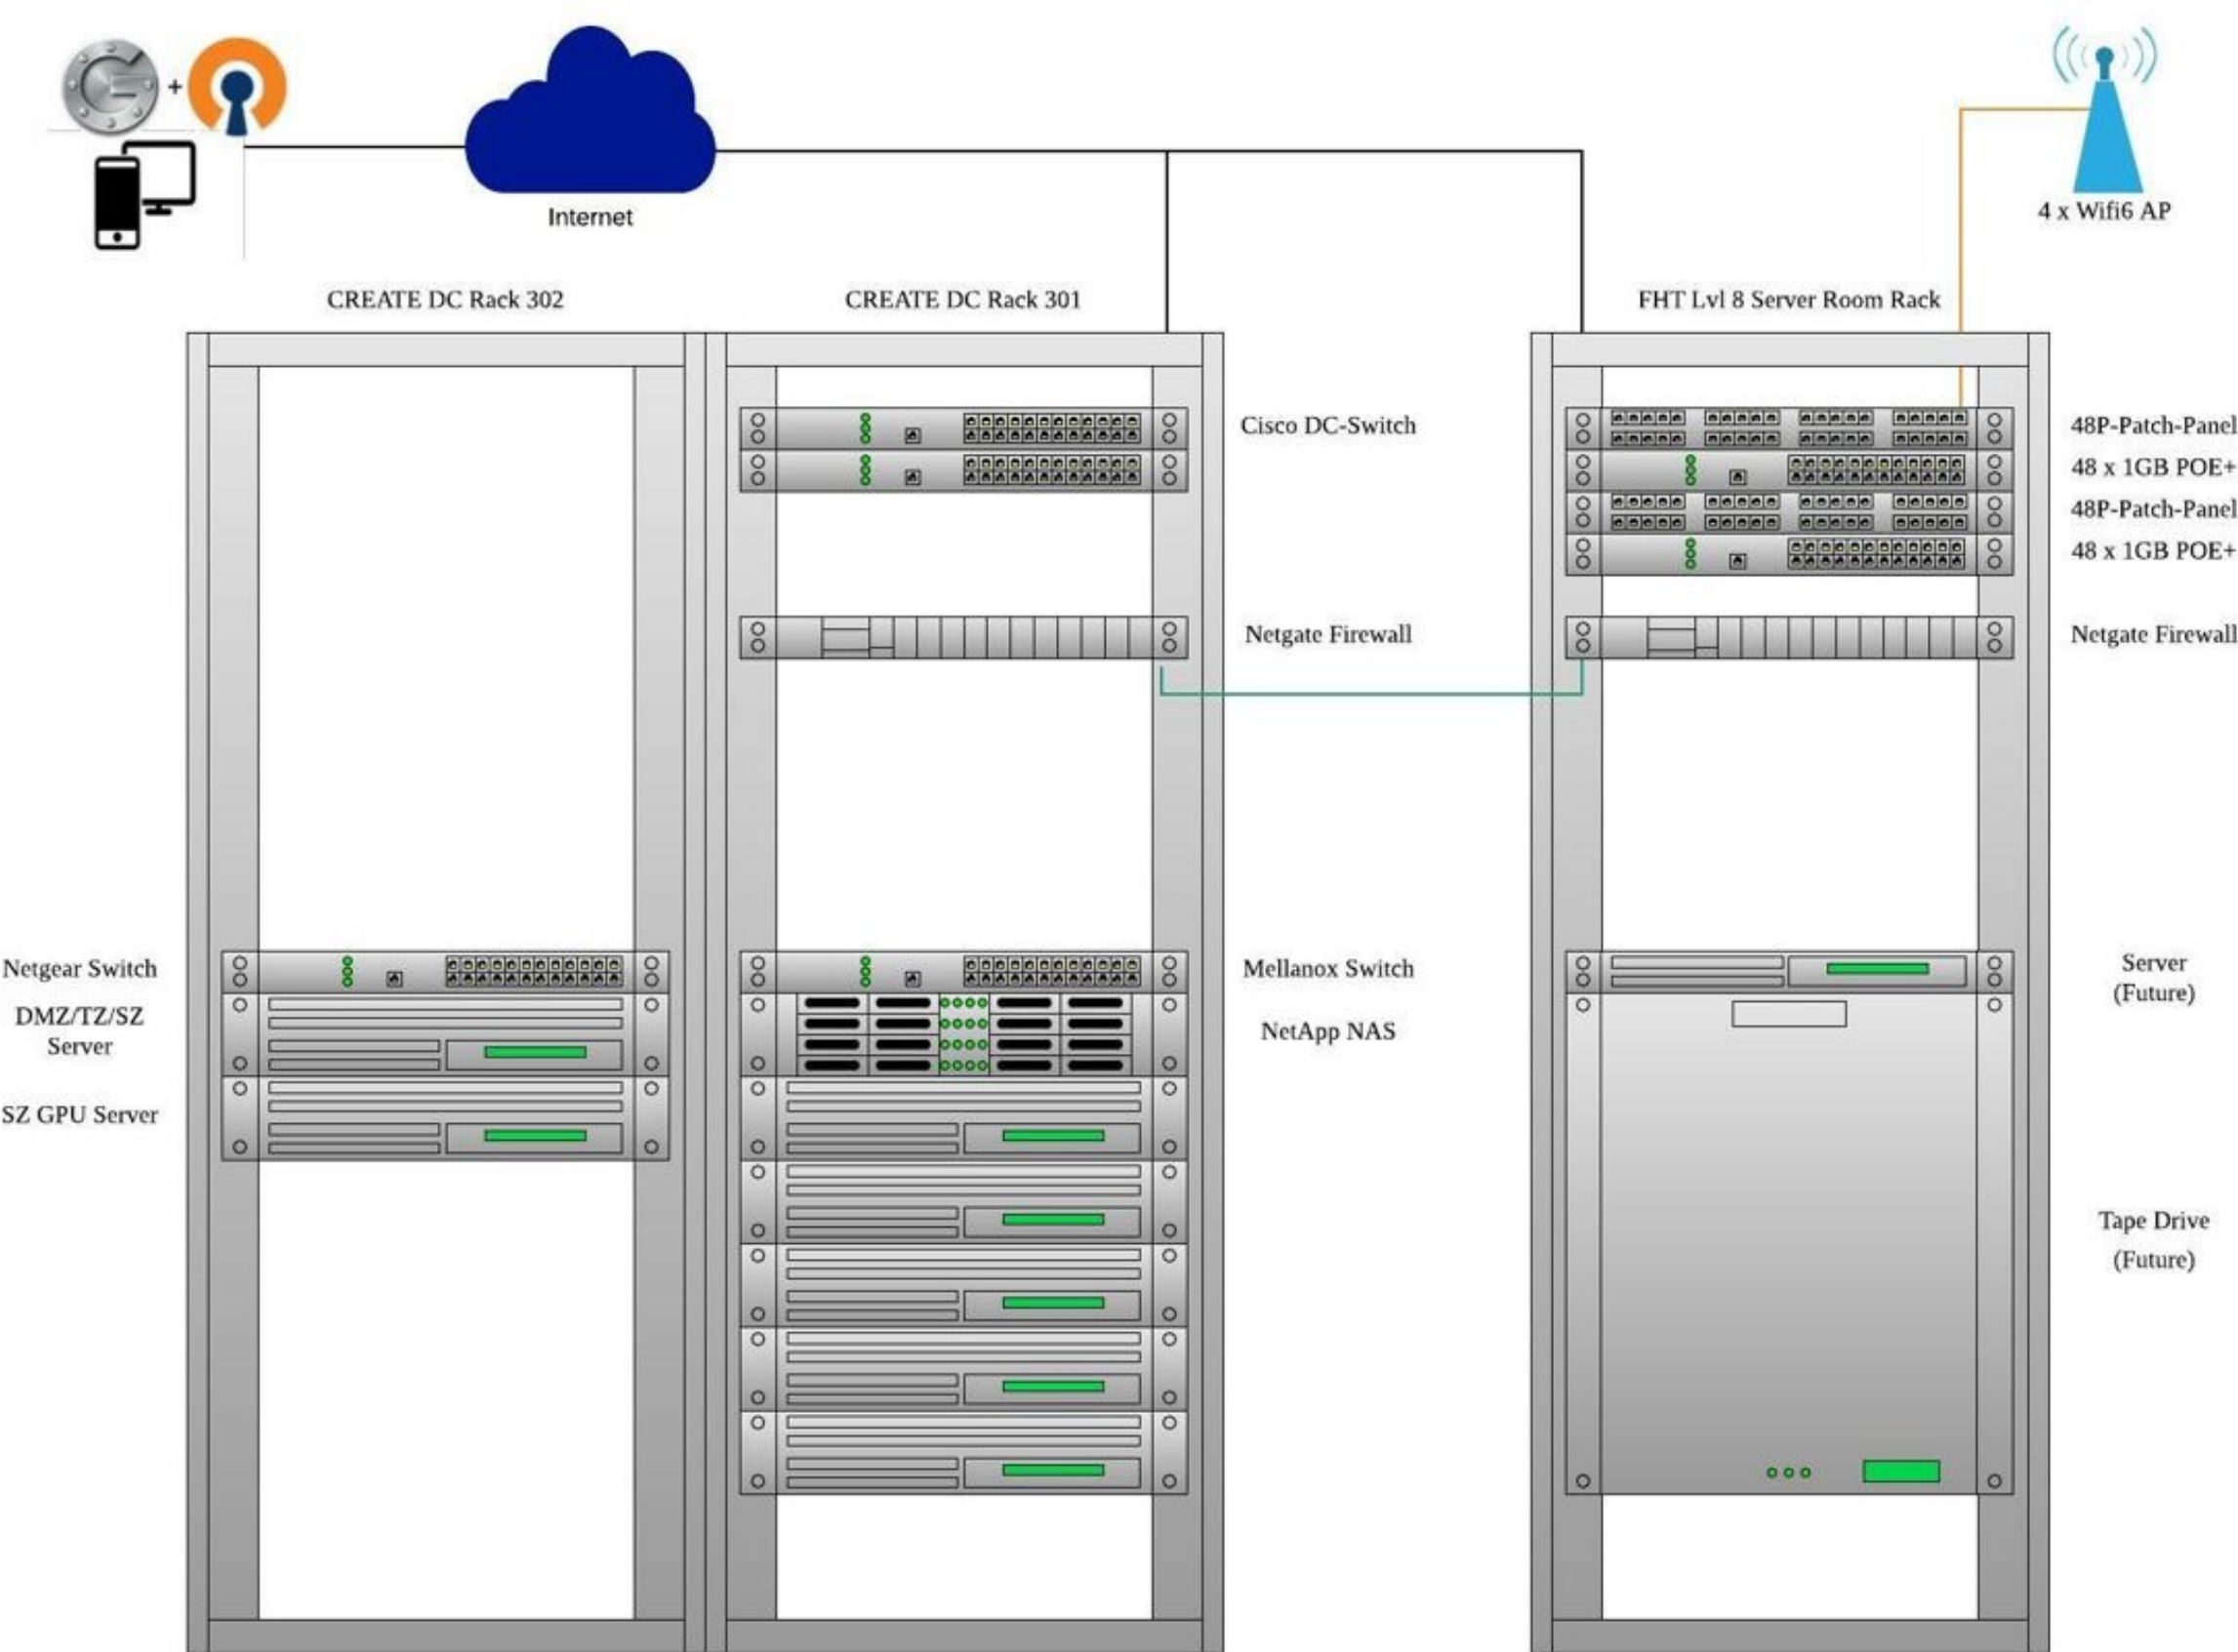 +
Internet
4 x Wifi6 AP
CREATE DC Rack 302
CREATE DC Rack 301
FHT Lvl 8 Server Room Rack
Cisco DC-Switch
48P-Patch-Panel
48 x 1GB POE+
48P-Patch-Panel
48 x 1GB POE+
Netgate Firewall
Netgate Firewall
Netgear Switch
DMZ/TZ/SZ
Server
SZ GPU Server
Mellanox Switch
NetApp NAS
Server
(Future)
Tape Drive
(Future)